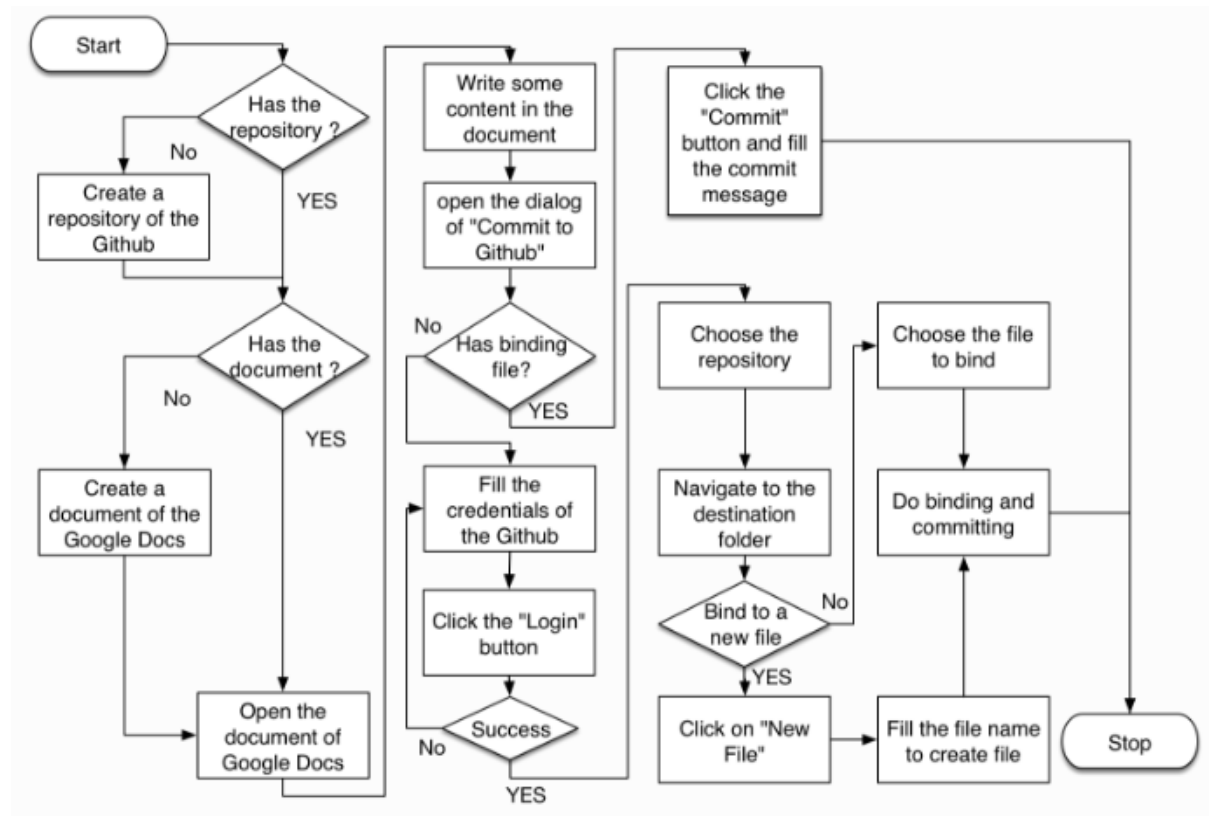 Start
Has the
repository ?
No
YES
Create a
repository of the
Github
Has the
document ?
No
YES
Create a
document of the
Google Docs
Open the
document of
Google Docs
Write some
content in the
document
open the dialog
of "Commit to
Github"
No
Has binding
file?
YES
Fill the
credentials of
the Github
Click the "Login"
button
Success
No
YES
Click the
"Commit"
button and fill
the commit
message
Choose the
repository
Navigate to the
destination
folder
Bind to a
new file
No
YES
Click on "New
File"
Choose the file
to bind
Do binding and
committing
Fill the file name
to create file
Stop